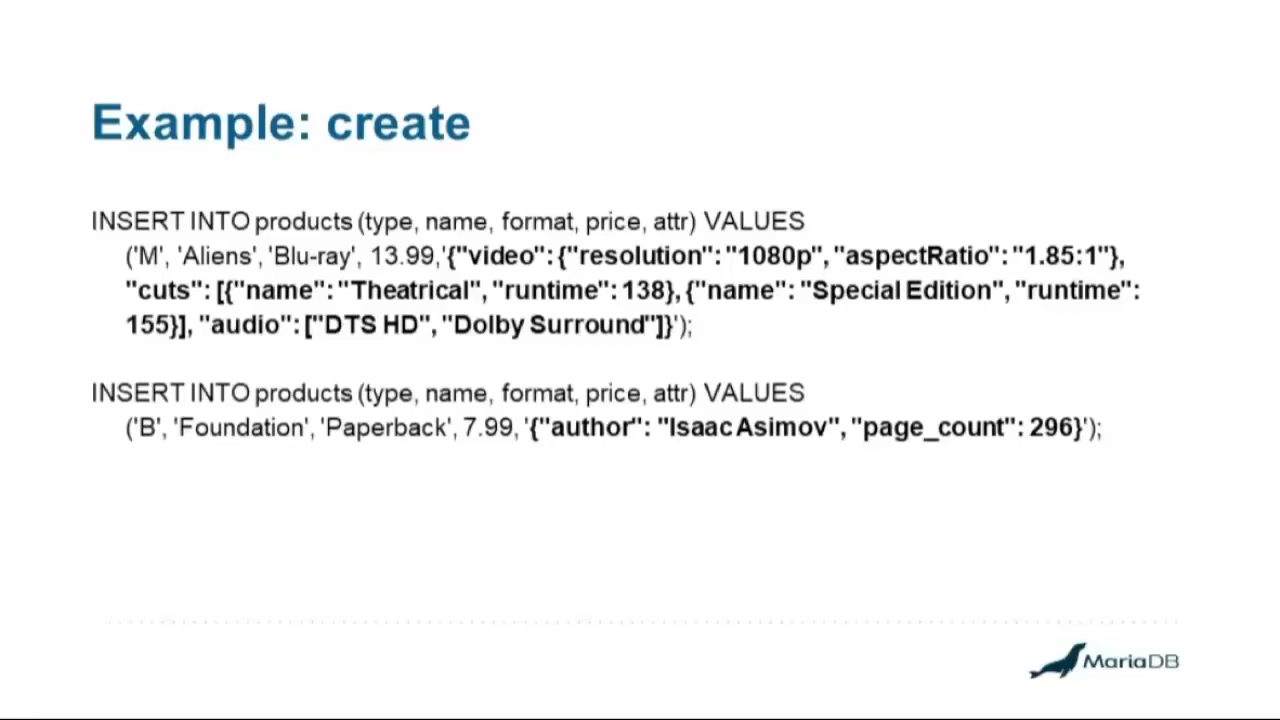 Example: create
INSERT INTO products (type, name, format, price, attr) VALUES
('M', 'Aliens', 'Blu-ray', 13.99,'{"video": {"resolution": "1080p", "aspectRatio": "1.85:1"},
"cuts": [{"name": "Theatrical", "runtime": 138}, {"name": "Special Edition", "runtime":
155}], "audio": ["DTS HD", "Dolby Surround"]}');
INSERT INTO products (type, name, format, price, attr) VALUES
('B', 'Foundation', 'Paperback', 7.99, '{"author": "Isaac Asimov", "page_count": 296}');
MariaDB